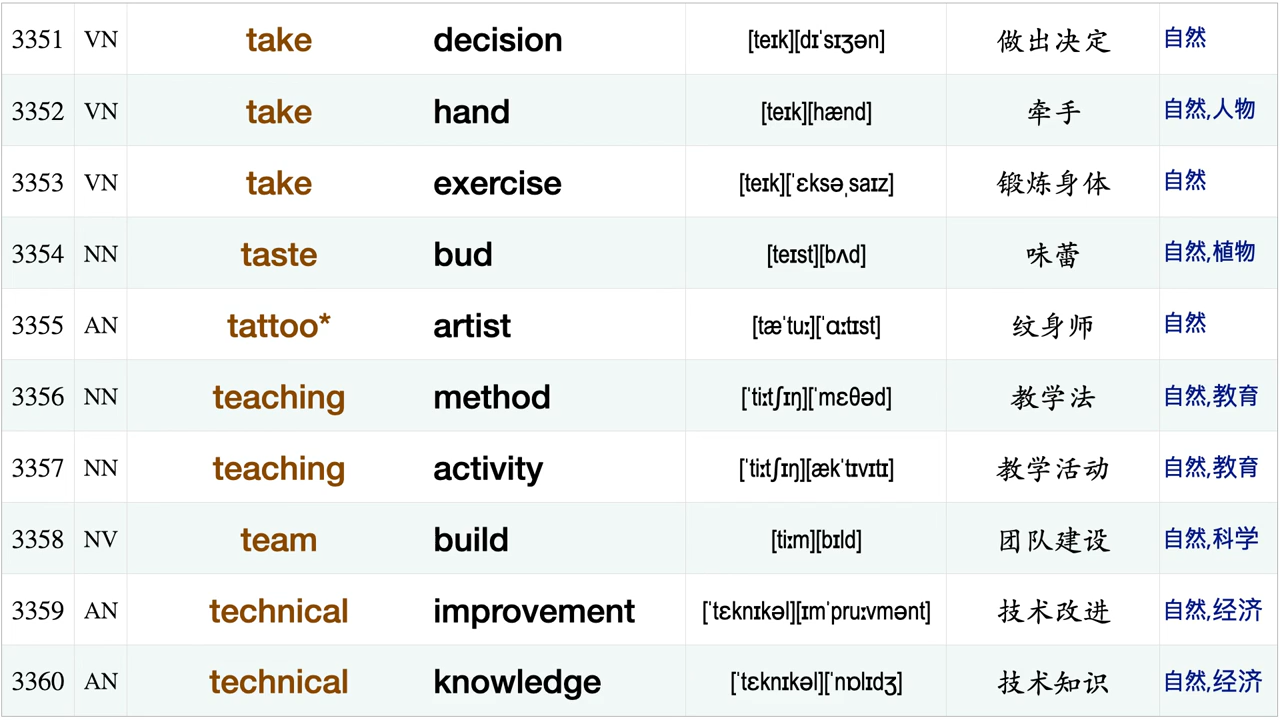 3351 VN take decision [teɪk][dɪˈsɪʒən] 做出决定 自然
3352 VN take hand [teɪk][hænd] 牵手 自然,人物
3353 VN take exercise [teɪk][ˈɛksəˌsaɪz] 锻炼身体 自然
3354 NN taste bud [teɪst][bʌd] 味蕾 自然,植物
3355 AN tattoo* artist [tæˈtuː][ˈɑːtɪst] 纹身师 自然
3356 NN teaching method [ˈtiːtʃɪŋ][ˈmɛθəd] 教学法 自然,教育
3357 NN teaching activity [ˈtiːtʃɪŋ][ækˈtɪvɪtɪ] 教学活动 自然,教育
3358 NV team build [tiːm][bɪld] 团队建设 自然,科学
3359 AN technical improvement [ˈtɛknɪkəl][ɪmˈpruːvmənt] 技术改进 自然,经济
3360 AN technical knowledge [ˈtɛknɪkəl][ˈnɒlɪdʒ] 技术知识 自然,经济